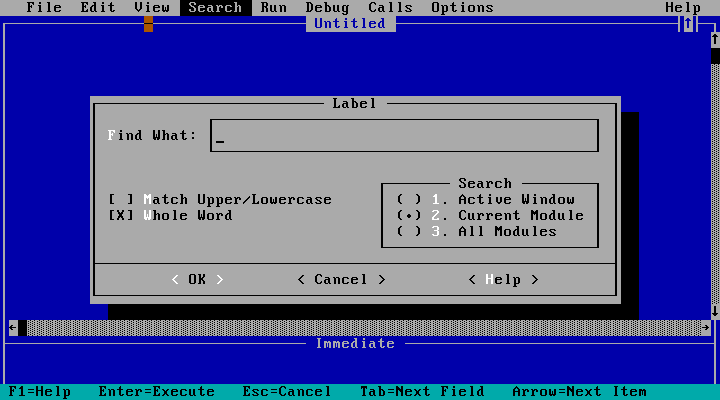 File Edit View Search Run Debug Calls Options Help
Untitled
Label
Find What:
[ ] Match Upper/Lowercase
[X] Whole Word
Search
( ) 1. Active Window
(•) 2. Current Module
( ) 3. All Modules
< OK > < Cancel > < Help >
Immediate
F1=Help Enter=Execute Esc=Cancel Tab=Next Field Arrow=Next Item